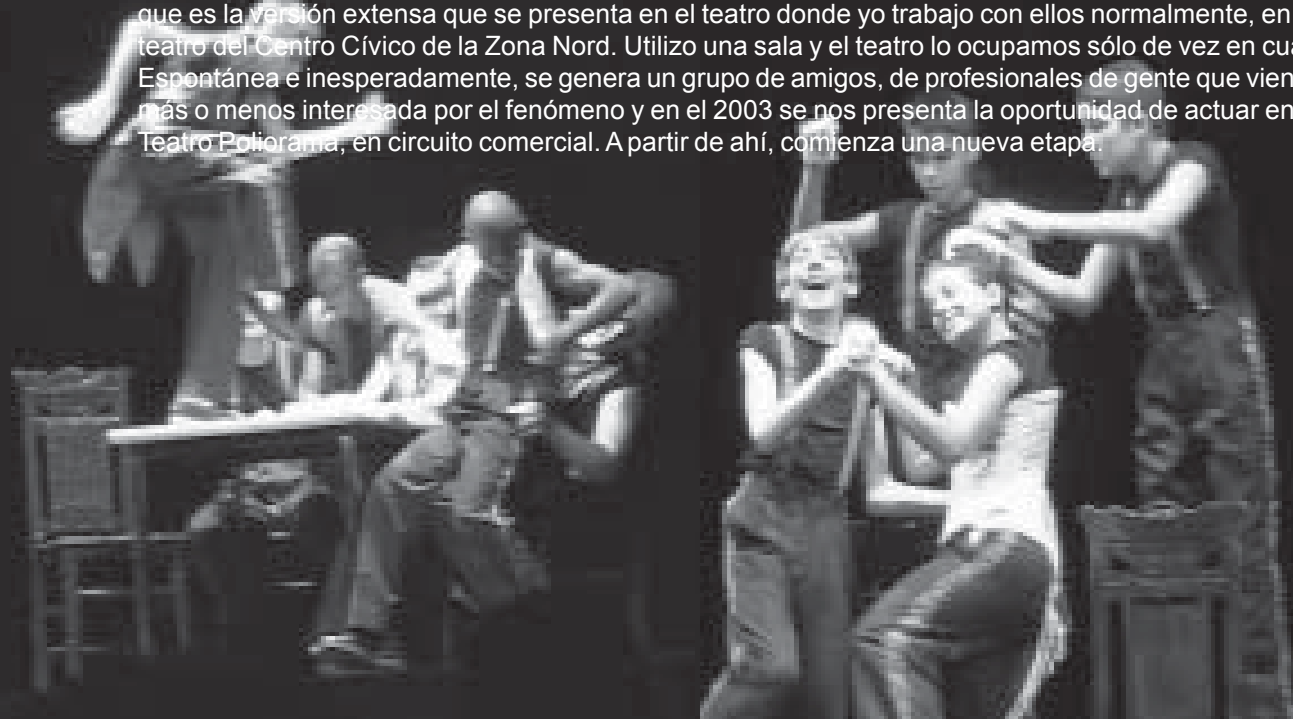 que es la versión extensa que se presenta en el teatro donde yo trabajo con ellos normalmente, en
teatro del Centro Cívico de la Zona Nord. Utilizo una sala y el teatro lo ocupamos sólo de vez en
Espontánea e inesperadamente, se genera un grupo de amigos, de profesionales de gente que
más o menos interesada por el fenómeno y en el 2003 se nos presenta la oportunidad de actuar en
Teatro Poliorama, en circuito comercial. A partir de ahí, comienza una nueva etapa.